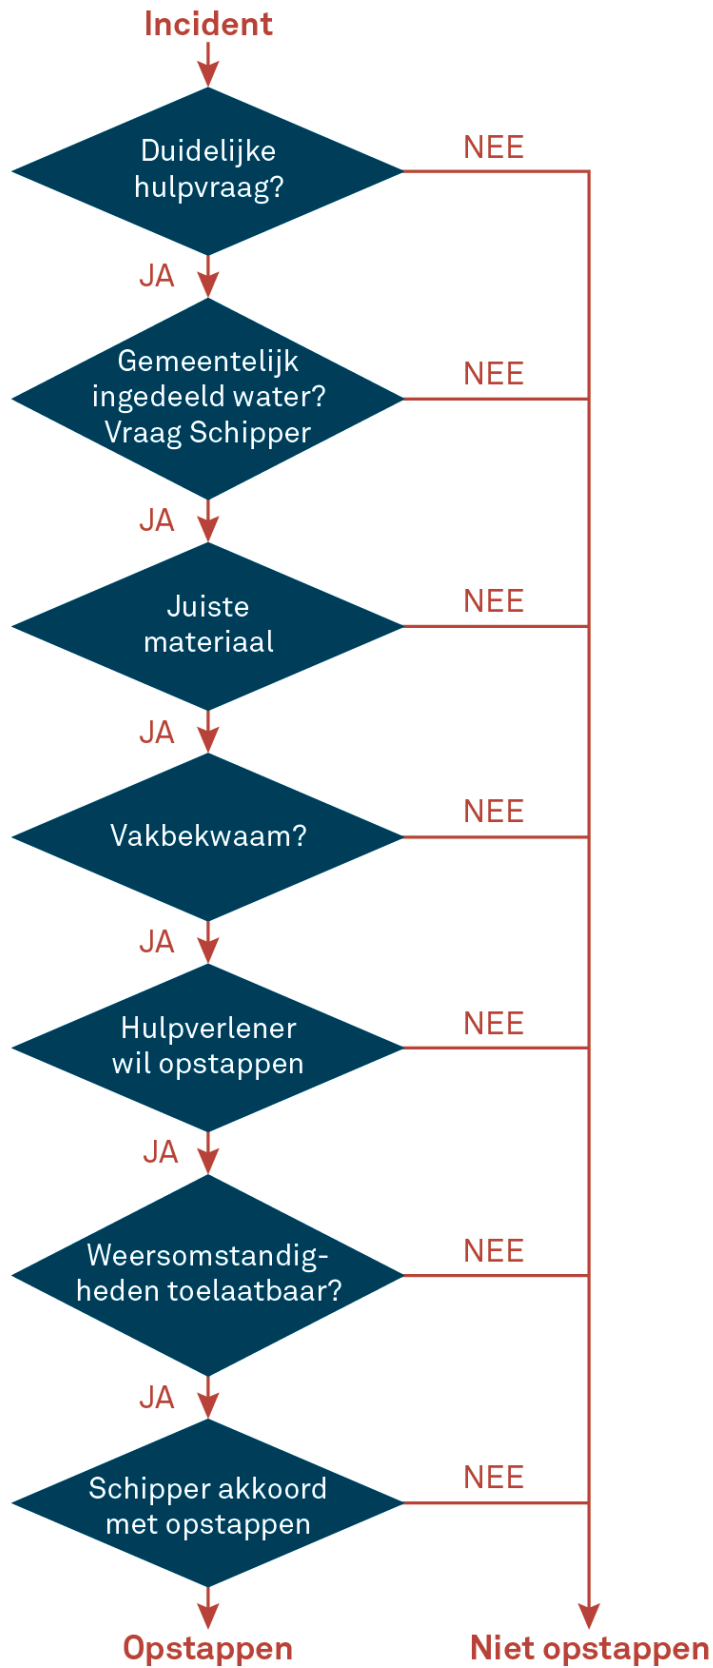 Incident
Duidelijke
hulpvraag?
NEE
JA
Gemeentelijk
ingedeeld water?
Vraag Schipper
NEE
JA
Juiste
materiaal
NEE
JA
Vakbekwaam?
NEE
JA
Hulpverlener
wil opstappen
NEE
JA
Weersomstandig-
heden toelaatbaar?
NEE
JA
Schipper akkoord
met opstappen
NEE
Opstappen
Niet opstappen